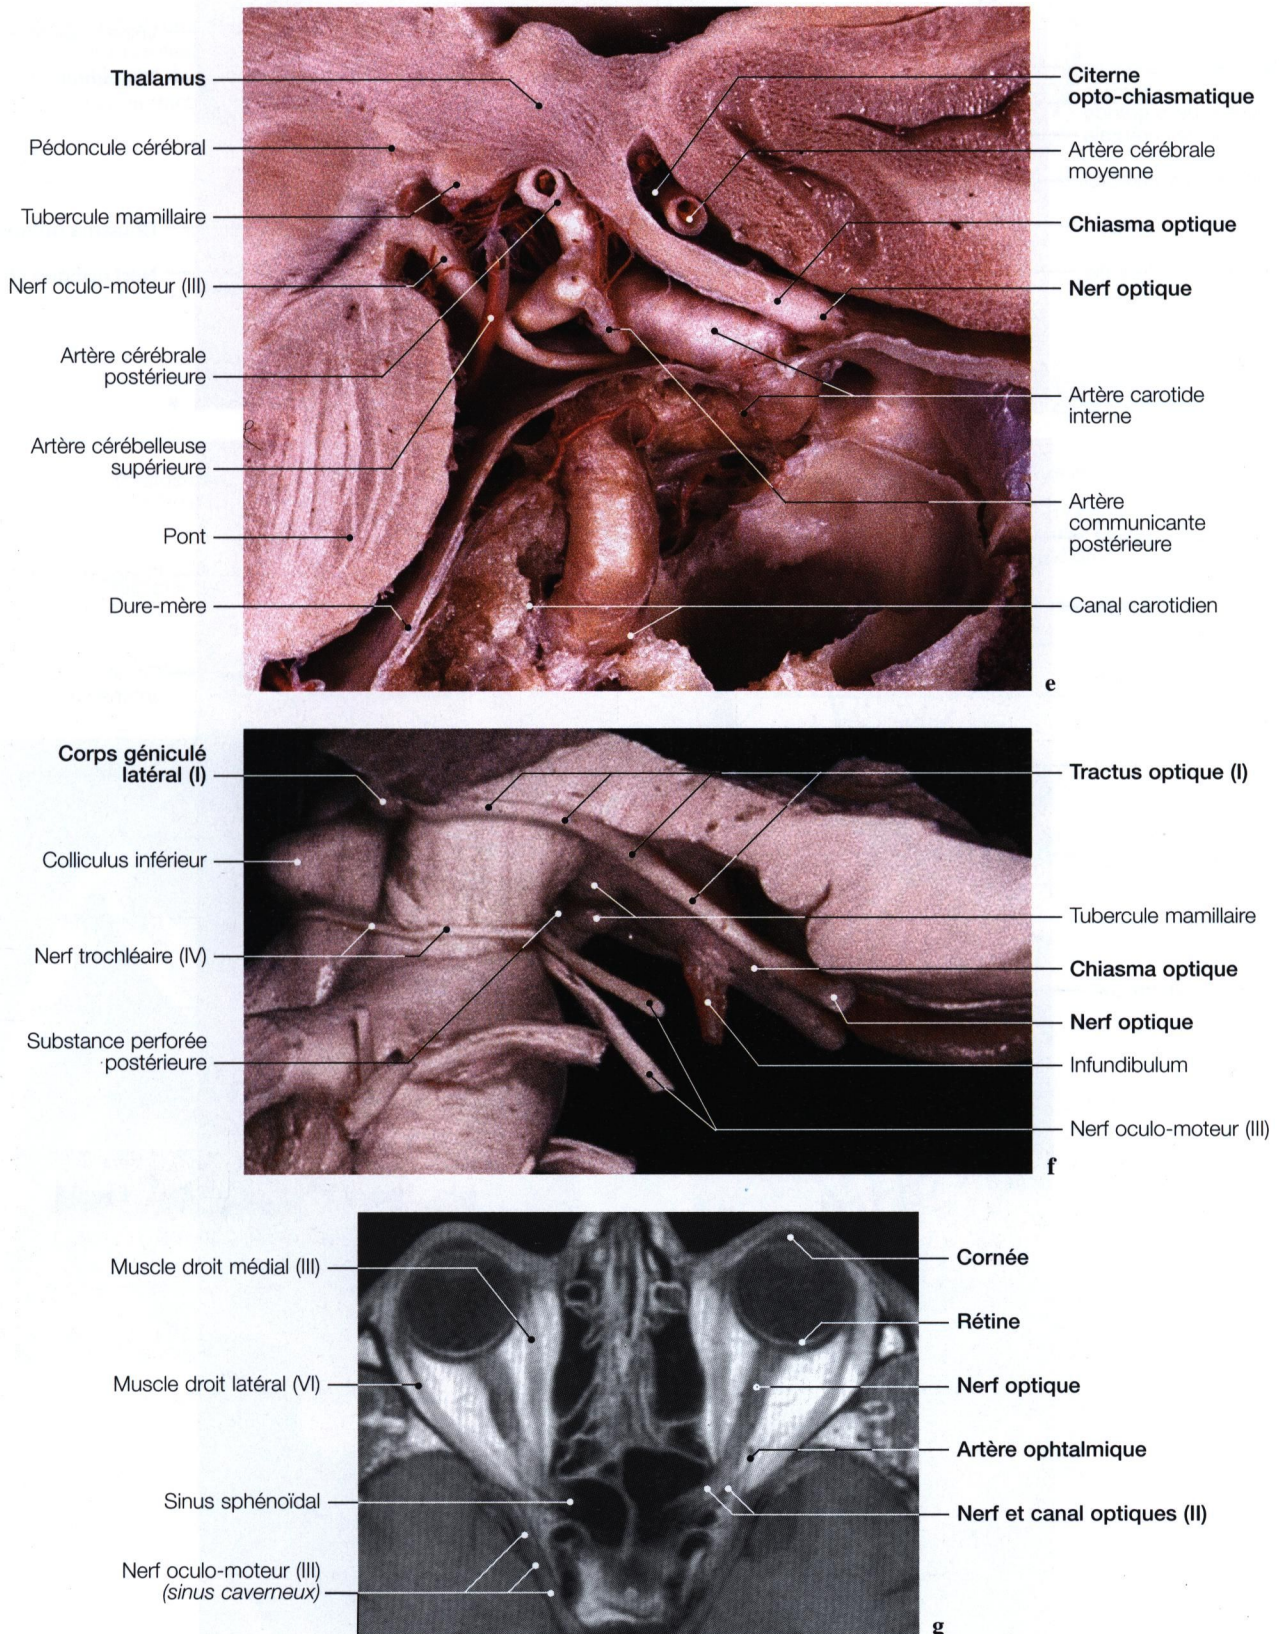 Thalamus
Pédoncule cérébral
Tubercule mamillaire
Nerf oculo-moteur (III)
Artère cérébrale
postérieure
Artère cérébelleuse
supérieure
Pont
Dure-mère
Citerne
opto-chiasmatique
Artère cérébrale
moyenne
Chiasma optique
Nerf optique
Artère carotide
interne
Artère
communicante
postérieure
Canal carotidien
e
Corps géniculé
latéral (I)
Colliculus inférieur
Nerf trochléaire (IV)
Substance perforée
postérieure
Tractus optique (I)
Tubercule mamillaire
Chiasma optique
Nerf optique
Infundibulum
Nerf oculo-moteur (III)
f
Muscle droit médial (III)
Muscle droit latéral (VI)
Sinus sphénoïdal
Nerf oculo-moteur (III)
(sinus caverneux)
Cornée
Rétine
Nerf optique
Artère ophtalmique
Nerf et canal optiques (II)
g